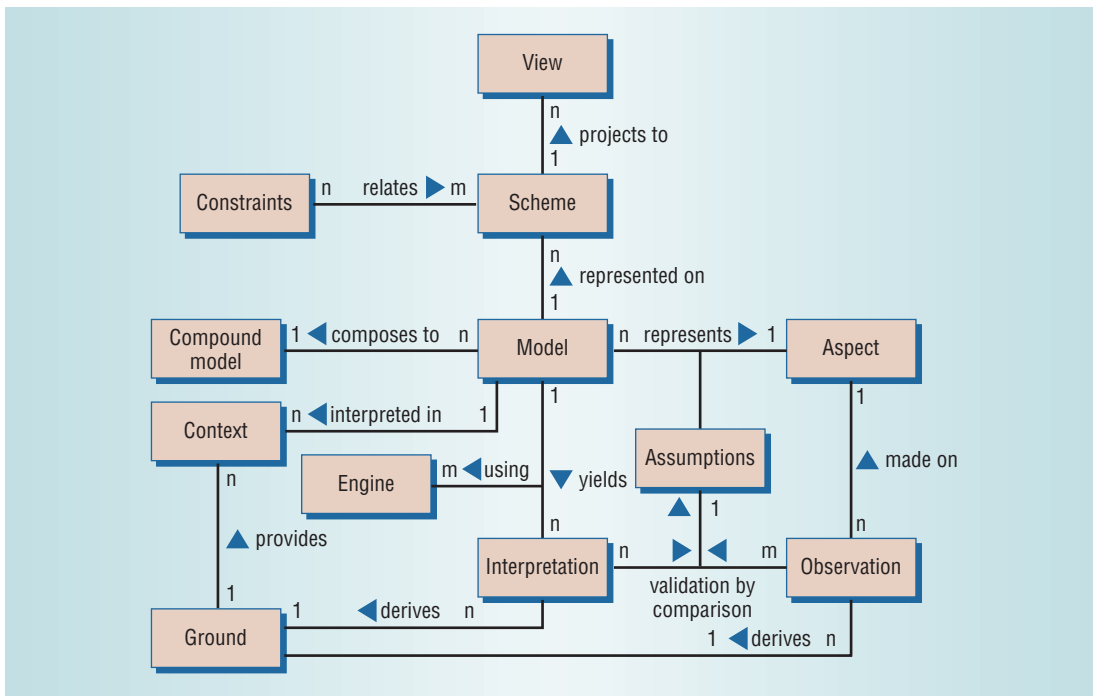 View
n
projects to
1
Constraints
n relates m
Scheme
n
represented on
1
Compound
model
1 composes to n
Model
n represents 1
Aspect
Context
n interpreted in 1
1
1
Engine
m using
yields
Assumptions
made on
n
1
provides
n
n
Interpretation
n
m
Observation
validation by
comparison
1
1 derives n
Ground
1 derives n